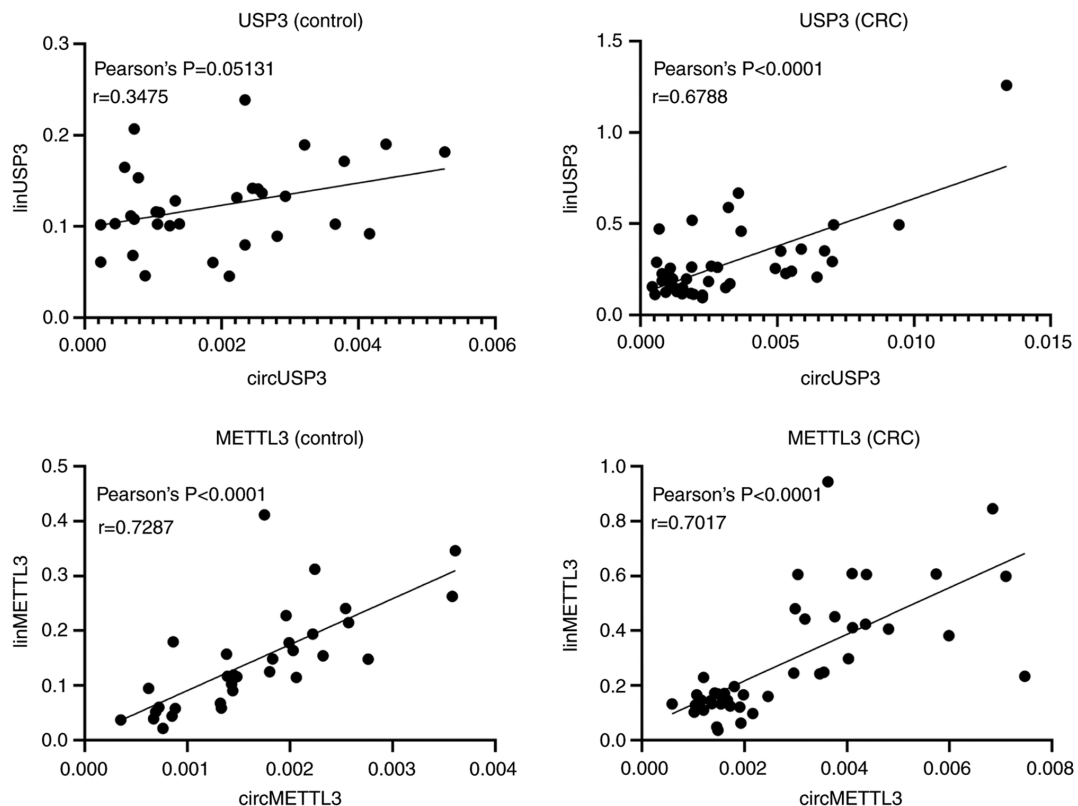 USP3 (control)
0.3
Pearson's P=0.05131
r=0.3475
0.2
linUSP3
0.1
0.0
0.000 0.002 0.004 0.006
circUSP3
USP3 (CRC)
1.5
Pearson's P<0.0001
r=0.6788
1.0
linUSP3
0.5
0.0
0.000 0.005 0.010 0.015
circUSP3
METTL3 (control)
0.5
Pearson's P<0.0001
r=0.7287
0.4
0.3
linMETTL3
0.2
0.1
0.0
0.000 0.001 0.002 0.003 0.004
circMETTL3
METTL3 (CRC)
1.0
Pearson's P<0.0001
r=0.7017
0.8
0.6
linMETTL3
0.4
0.2
0.0
0.000 0.002 0.004 0.006 0.008
circMETTL3